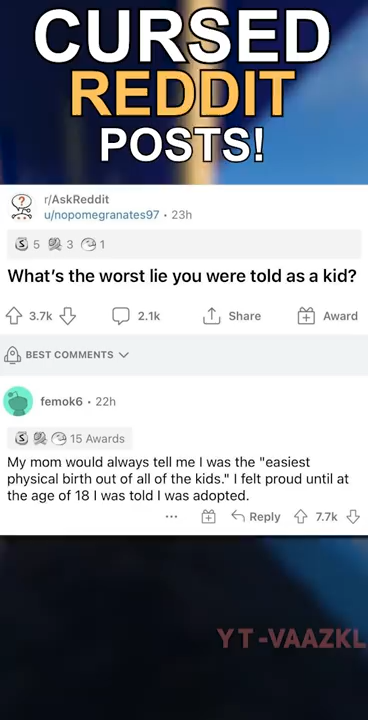 CURSED
REDDIT
POSTS!
r/AskReddit
u/nopomegranates97 • 23h
5 3 1
What's the worst lie you were told as a kid?
3.7k 2.1k Share Award
BEST COMMENTS
femok6 • 22h
15 Awards
My mom would always tell me I was the "easiest
physical birth out of all of the kids." I felt proud until at
the age of 18 I was told I was adopted.
... Reply 7.7k
YT-VAAZKL